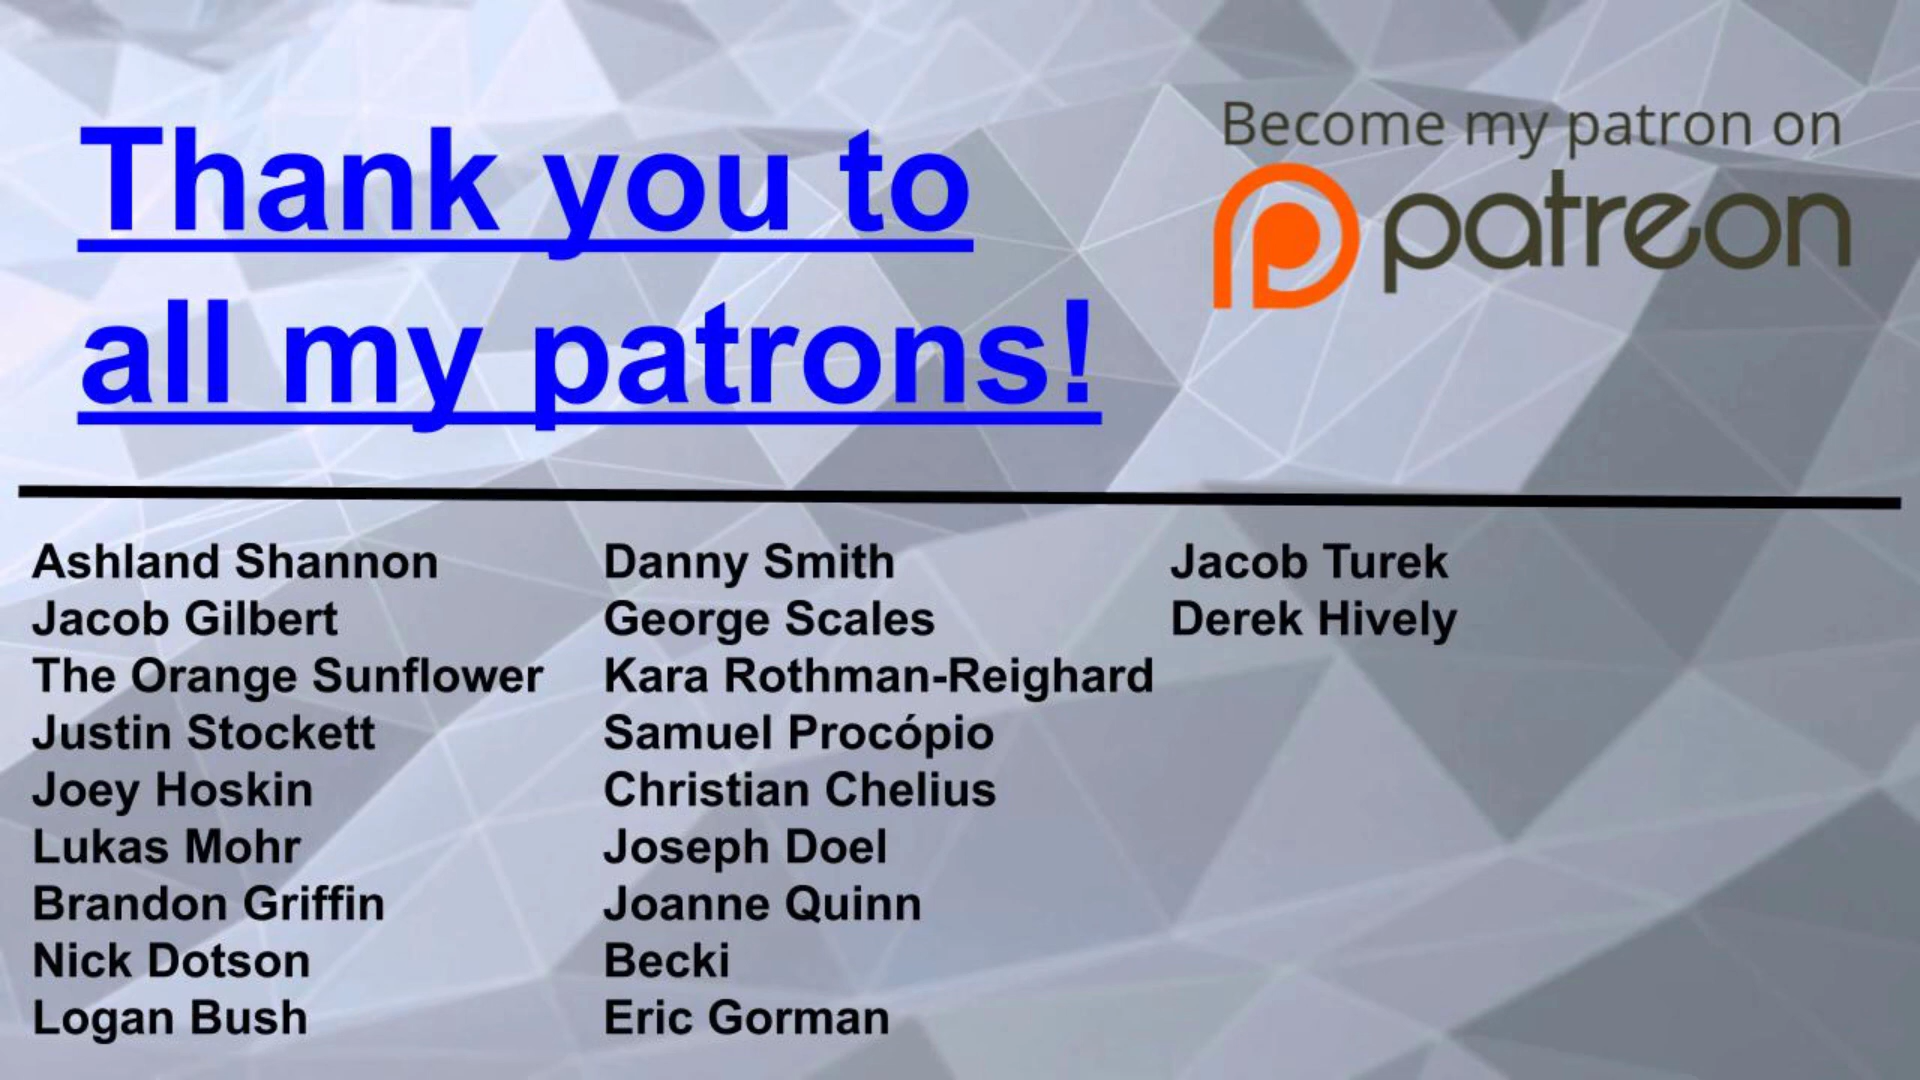 Thank you to
all my patrons!
Become my patron on
patreon
Ashland Shannon
Jacob Gilbert
The Orange Sunflower
Justin Stockett
Joey Hoskin
Lukas Mohr
Brandon Griffin
Nick Dotson
Logan Bush
Danny Smith
George Scales
Kara Rothman-Reighard
Samuel Procópio
Christian Chelius
Joseph Doel
Joanne Quinn
Becki
Eric Gorman
Jacob Turek
Derek Hively